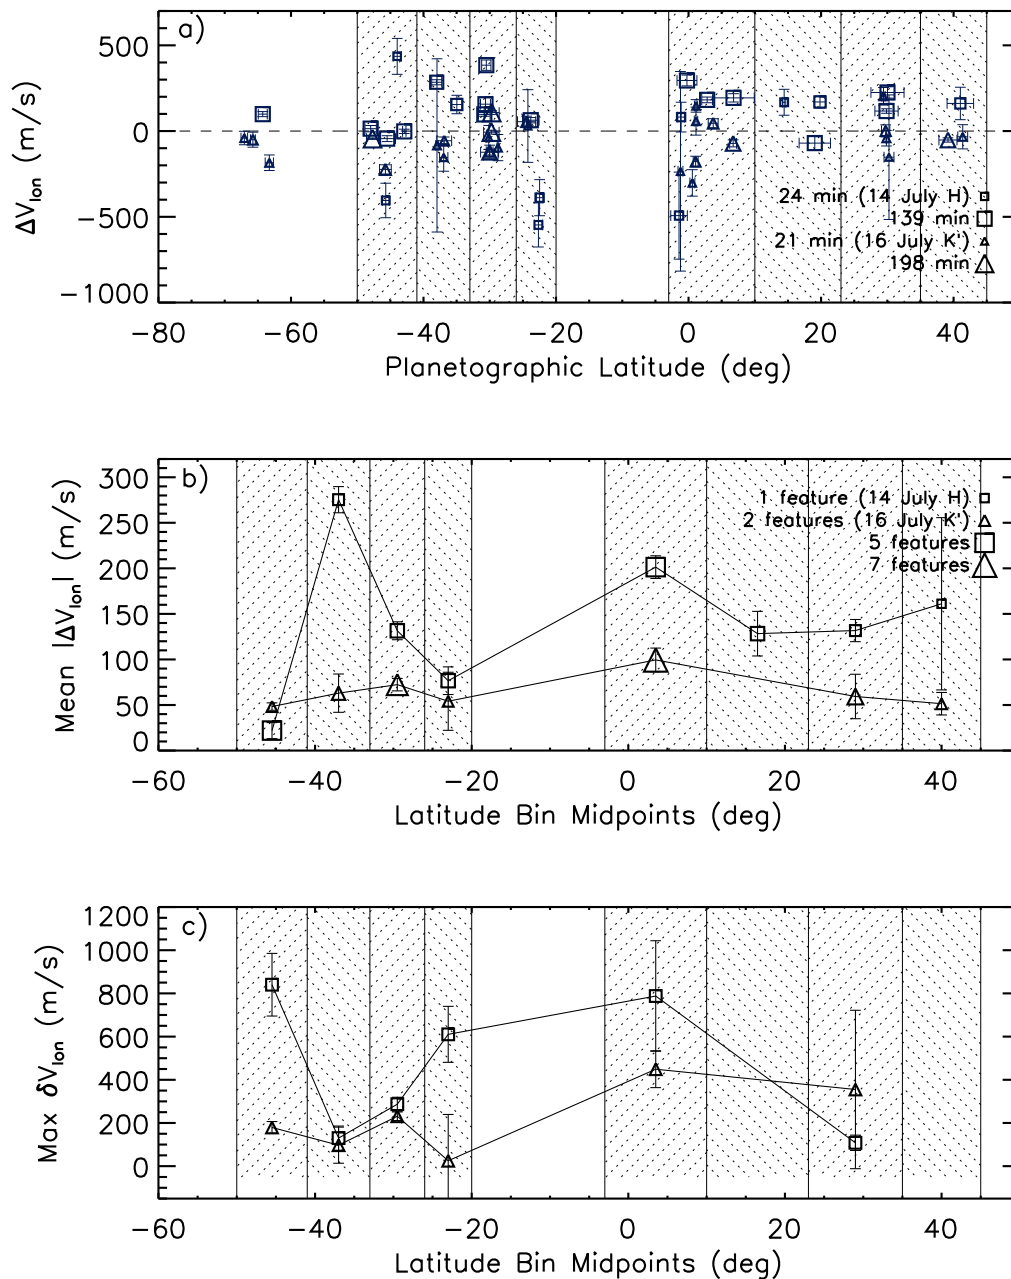 a)
500
0
−500
−1000
ΔV_lon (m/s)
24 min (14 July H)
139 min
21 min (16 July K')
198 min
−80 −60 −40 −20 0 20 40
Planetographic Latitude (deg)
b)
300
250
200
150
100
50
0
Mean |ΔV_lon| (m/s)
1 feature (14 July H)
2 features (16 July K')
5 features
7 features
−60 −40 −20 0 20 40
Latitude Bin Midpoints (deg)
c)
1200
1000
800
600
400
200
0
Max δV_lon (m/s)
−60 −40 −20 0 20 40
Latitude Bin Midpoints (deg)